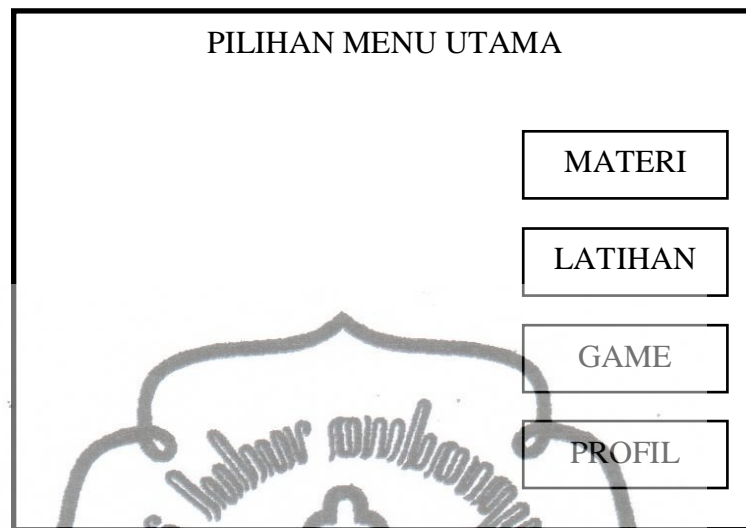 PILIHAN MENU UTAMA
MATERI
LATIHAN
GAME
PROFIL